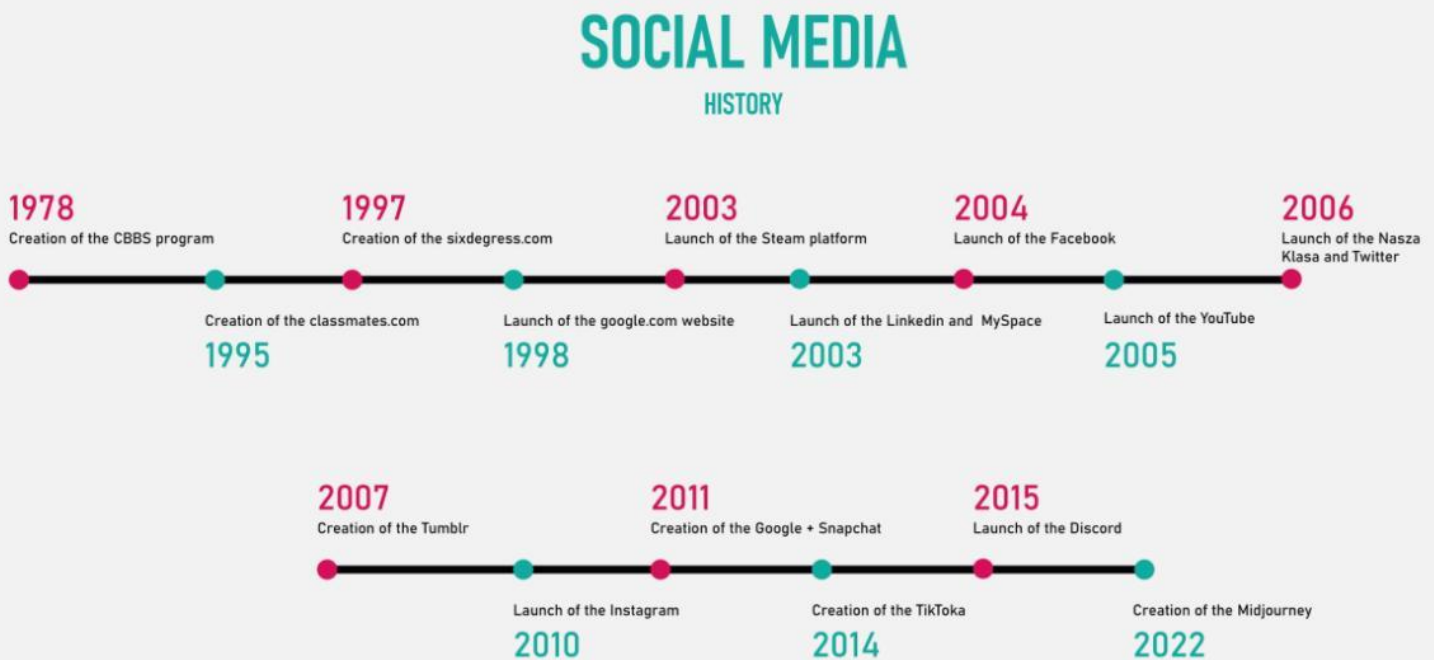 SOCIAL MEDIA
HISTORY
1978
Creation of the CBBS program
1997
Creation of the sixdegress.com
2003
Launch of the Steam platform
2004
Launch of the Facebook
2006
Launch of the Nasza
Klasa and Twitter
Creation of the classmates.com
1995
Launch of the google.com website
1998
Launch of the Linkedin and MySpace
2003
Launch of the YouTube
2005
2007
Creation of the Tumblr
2011
Creation of the Google + Snapchat
2015
Launch of the Discord
Launch of the Instagram
2010
Creation of the TikToka
2014
Creation of the Midjourney
2022